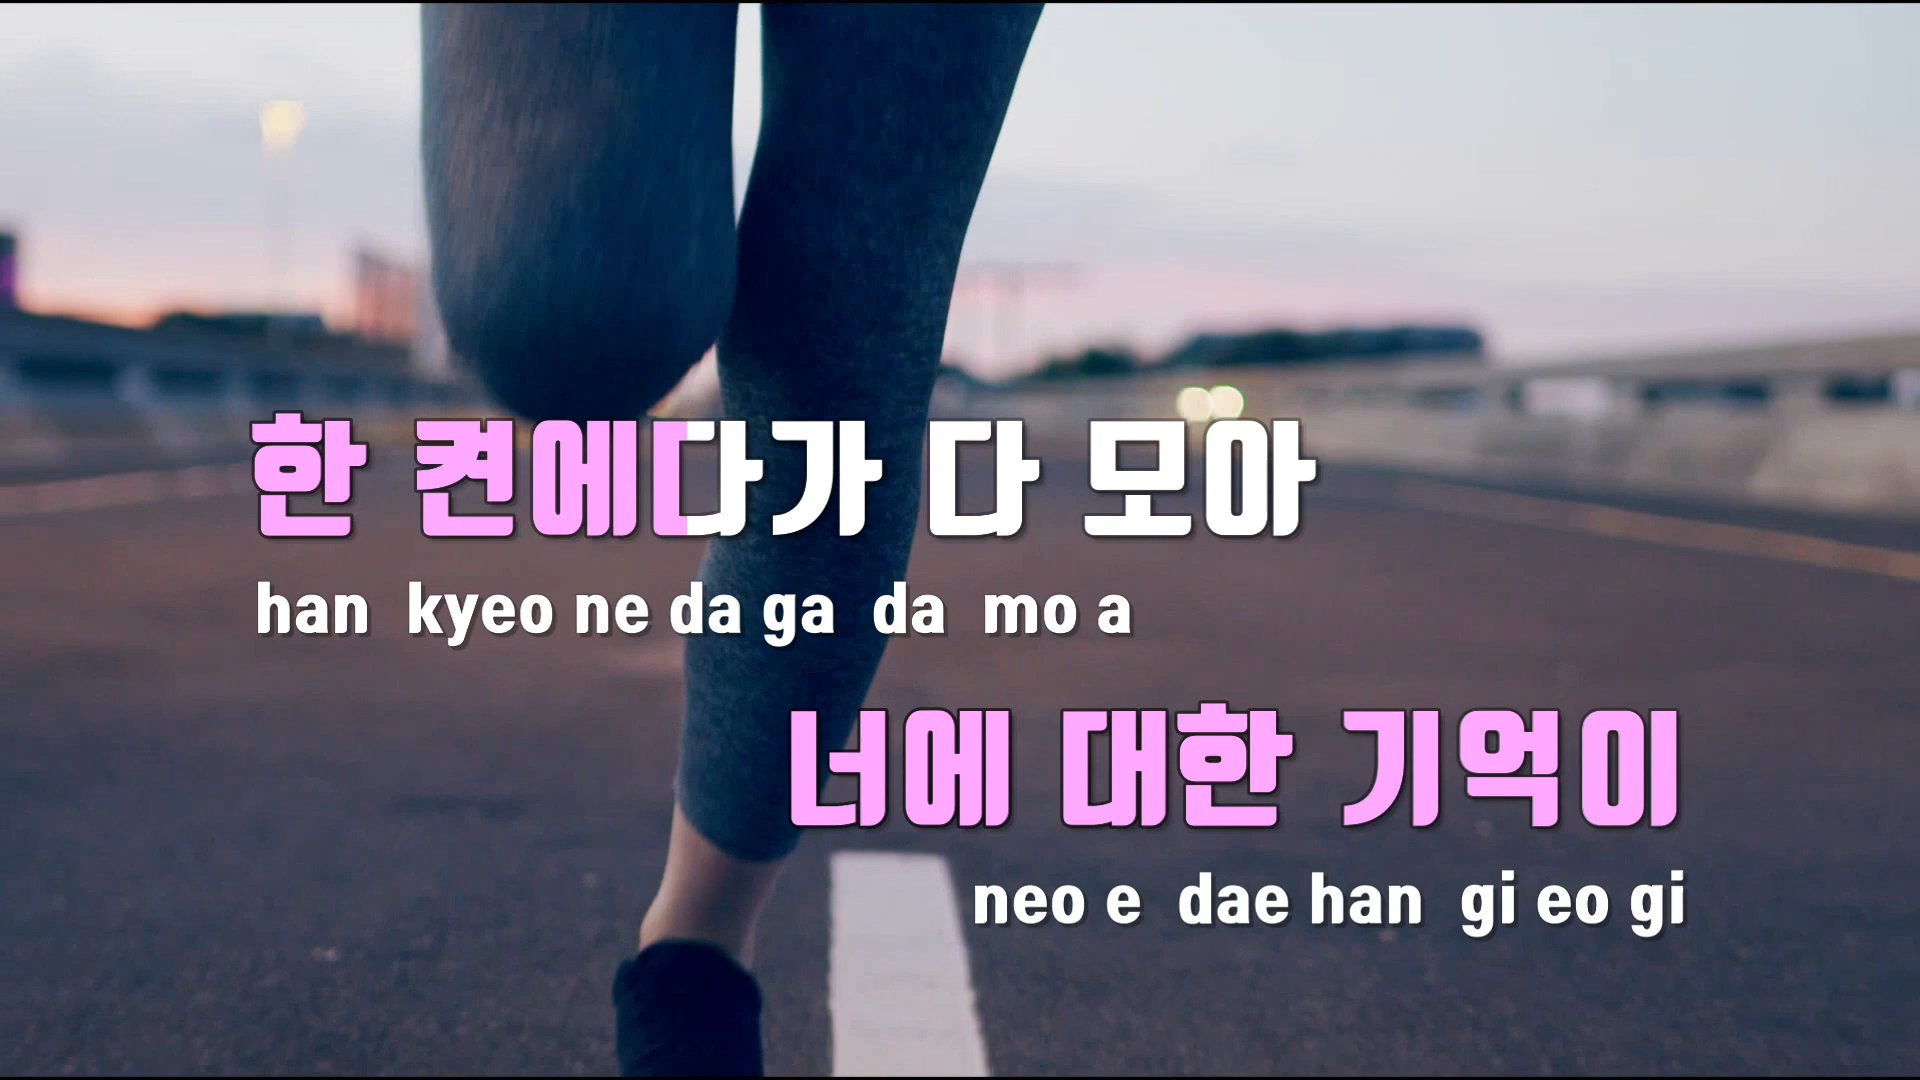 한 켠에다가 다 모아
han kyeo ne da ga da mo a
너에 대한 기억이
neo e dae han gi eo gi